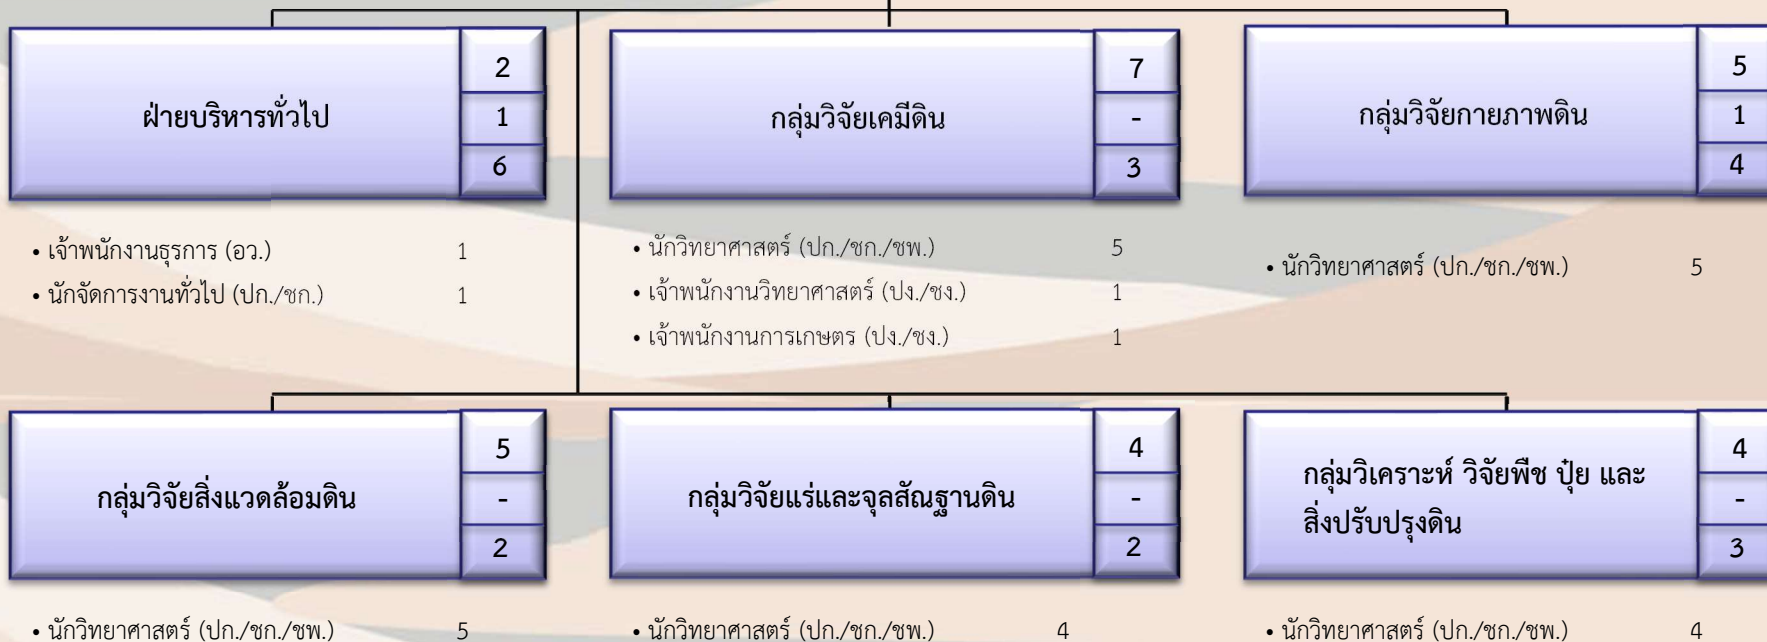 ฝ่ายบริหารทั่วไป
2
1
6
• เจ้าพนักงานธุรการ (อว.) 1
• นักจัดการงานทั่วไป (ปก./ชก.) 1
กลุ่มวิจัยเคมีดิน
7
-
3
• นักวิทยาศาสตร์ (ปก./ชก./ชพ.) 5
• เจ้าพนักงานวิทยาศาสตร์ (ปง./ชง.) 1
• เจ้าพนักงานการเกษตร (ปง./ชง.) 1
กลุ่มวิจัยกายภาพดิน
5
1
4
• นักวิทยาศาสตร์ (ปก./ชก./ชพ.) 5
กลุ่มวิจัยสิ่งแวดล้อมดิน
5
-
2
• นักวิทยาศาสตร์ (ปก./ชก./ชพ.) 5
กลุ่มวิจัยแร่และจุลสัณฐานดิน
4
-
2
• นักวิทยาศาสตร์ (ปก./ชก./ชพ.) 4
กลุ่มวิเคราะห์ วิจัยพืช ปุ๋ย และ
สิ่งปรับปรุงดิน
4
-
3
• นักวิทยาศาสตร์ (ปก./ชก./ชพ.) 4